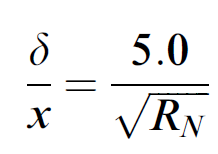 δ/x = 5.0/√R_N